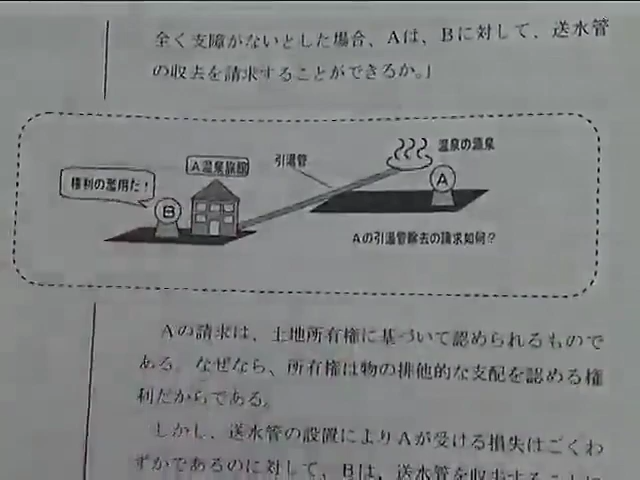 全く支障がないとした場合、Aは、Bに対して、送水管
の収去を請求することができるか。」
温泉の源泉
引湯管
A温泉旅館
権利の濫用だ！
A
B
Aの引湯管除去の請求如何？
Aの請求は、土地所有権に基づいて認められるもので
ある。なぜなら、所有権は物の排他的な支配を認める権
利だからである。
しかし、送水管の設置によりAが受ける損失はごくわ
ずかであるのに対して、Bは、送水管を収去することに